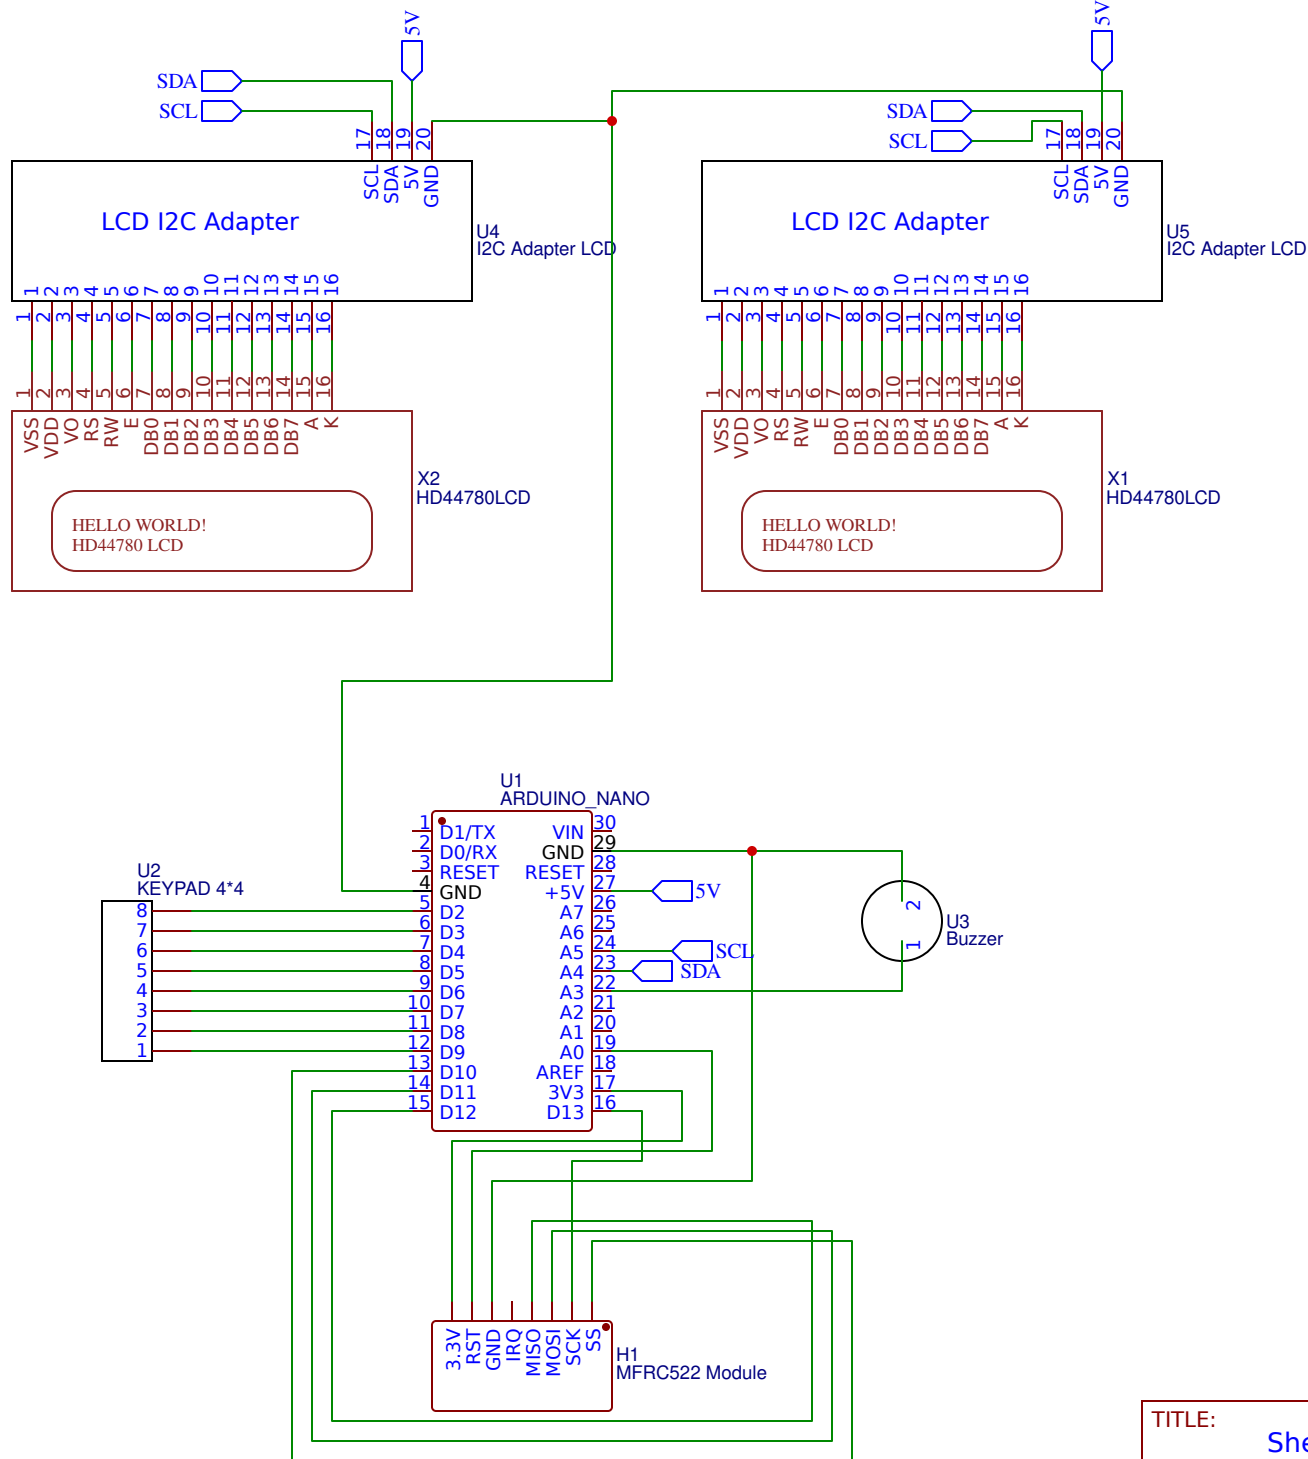 5V
SDA
SCL
17 18 19 20
SCL SDA 5V GND
LCD I2C Adapter
U4
I2C Adapter LCD
1 2 3 4 5 6 7 8 9 10 11 12 13 14 15 16
1 2 3 4 5 6 7 8 9 10 11 12 13 14 15 16
1 2 3 4 5 6 7 8 9 10 11 12 13 14 15 16
VSS VDD VO RS RW E DB0 DB1 DB2 DB3 DB4 DB5 DB6 DB7 A K
X2
HD44780LCD
HELLO WORLD!
HD44780 LCD
5V
SDA
SCL
17 18 19 20
SCL SDA 5V GND
LCD I2C Adapter
U5
I2C Adapter LCD
1 2 3 4 5 6 7 8 9 10 11 12 13 14 15 16
1 2 3 4 5 6 7 8 9 10 11 12 13 14 15 16
1 2 3 4 5 6 7 8 9 10 11 12 13 14 15 16
VSS VDD VO RS RW E DB0 DB1 DB2 DB3 DB4 DB5 DB6 DB7 A K
X1
HD44780LCD
HELLO WORLD!
HD44780 LCD
U1
ARDUINO_NANO
1 D1/TX VIN 30
2 D0/RX GND 29
3 RESET RESET 28
4 GND +5V 27 5V
5 D2 A7 26
6 D3 A6 25
7 D4 A5 24 SCL
8 D5 A4 23 SDA
9 D6 A3 22
10 D7 A2 21
11 D8 A1 20
12 D9 A0 19
13 D10 AREF 18
14 D11 3V3 17
15 D12 D13 16
U2
KEYPAD 4*4
8
7
6
5
4
3
2
1
2
1
U3
Buzzer
3.3V RST GND IRQ MISO MOSI SCK SS
H1
MFRC522 Module
TITLE:
She